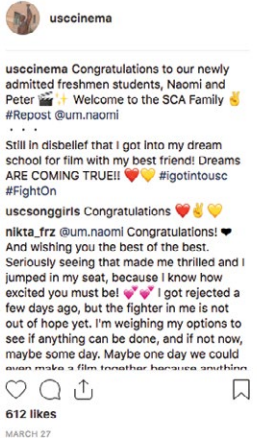 usccinema
usccinema Congratulations to our newly
admitted freshmen students, Naomi and
Peter 🎬✨ Welcome to the SCA Family ✌️
#Repost @um.naomi
· · ·
Still in disbelief that I got into my dream
school for film with my best friend! Dreams
ARE COMING TRUE!! ❤️💛 #igotintousc
#FightOn
uscsonggirls Congratulations ❤️✌️💛
nikta_frz @um.naomi Congratulations! ❤
And wishing you the best of the best.
Seriously seeing that made me thrilled and I
jumped in my seat, because I know how
excited you must be! 💕💕 I got rejected a
few days ago, but the fighter in me is not
out of hope yet. I'm weighing my options to
see if anything can be done, and if not now,
maybe some day. Maybe one day we could
even make a film together because anything
612 likes
MARCH 27